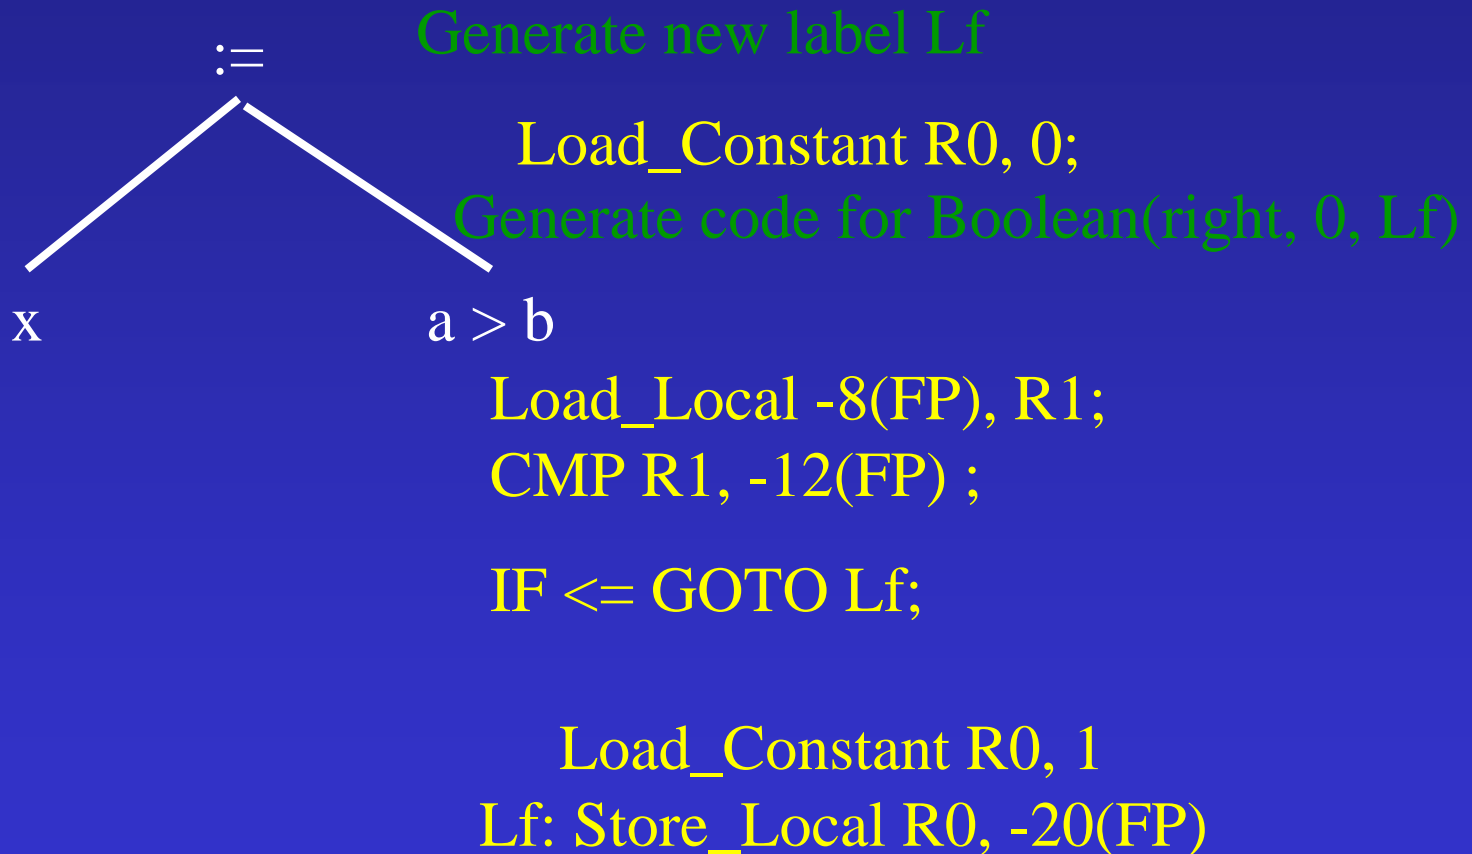 :=
Generate new label Lf
Load_Constant R0, 0;
Generate code for Boolean(right, 0, Lf)
x
a > b
Load_Local -8(FP), R1;
CMP R1, -12(FP) ;
IF <= GOTO Lf;
Load_Constant R0, 1
Lf: Store_Local R0, -20(FP)